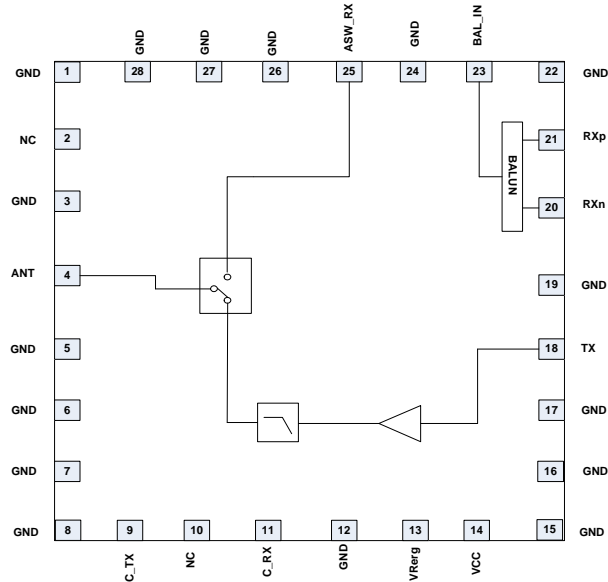 GND
GND
GND
ASW_RX
GND
BAL_IN
GND 1 28 27 26 25 24 23 22 GND
NC 2 21 RXp
BALUN
GND 3 20 RXn
ANT 4 19 GND
GND 5 18 TX
GND 6 17 GND
GND 7 16 GND
GND 8 9 10 11 12 13 14 15 GND
C_TX
NC
C_RX
GND
VRerg
VCC